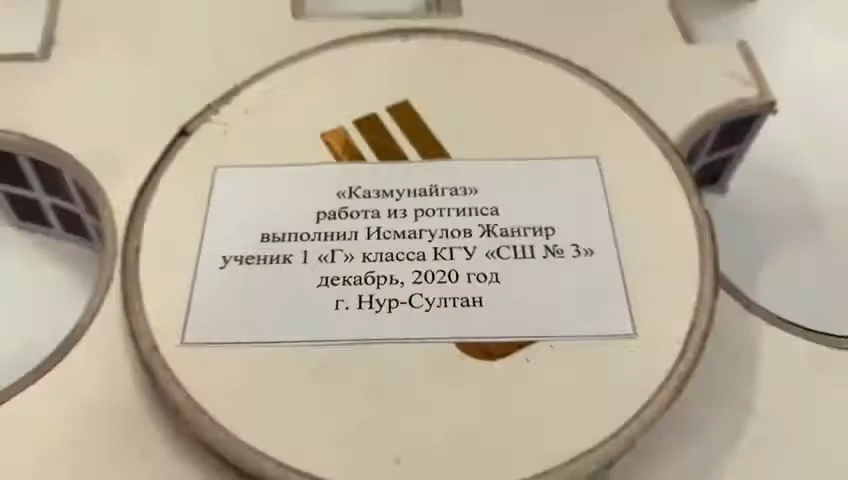 «Казмунайгаз»
работа из ротгипса
выполнил Исмагулов Жангир
ученик 1 «Г» класса КГУ «СШ № 3»
декабрь, 2020 год
г. Нур-Султан